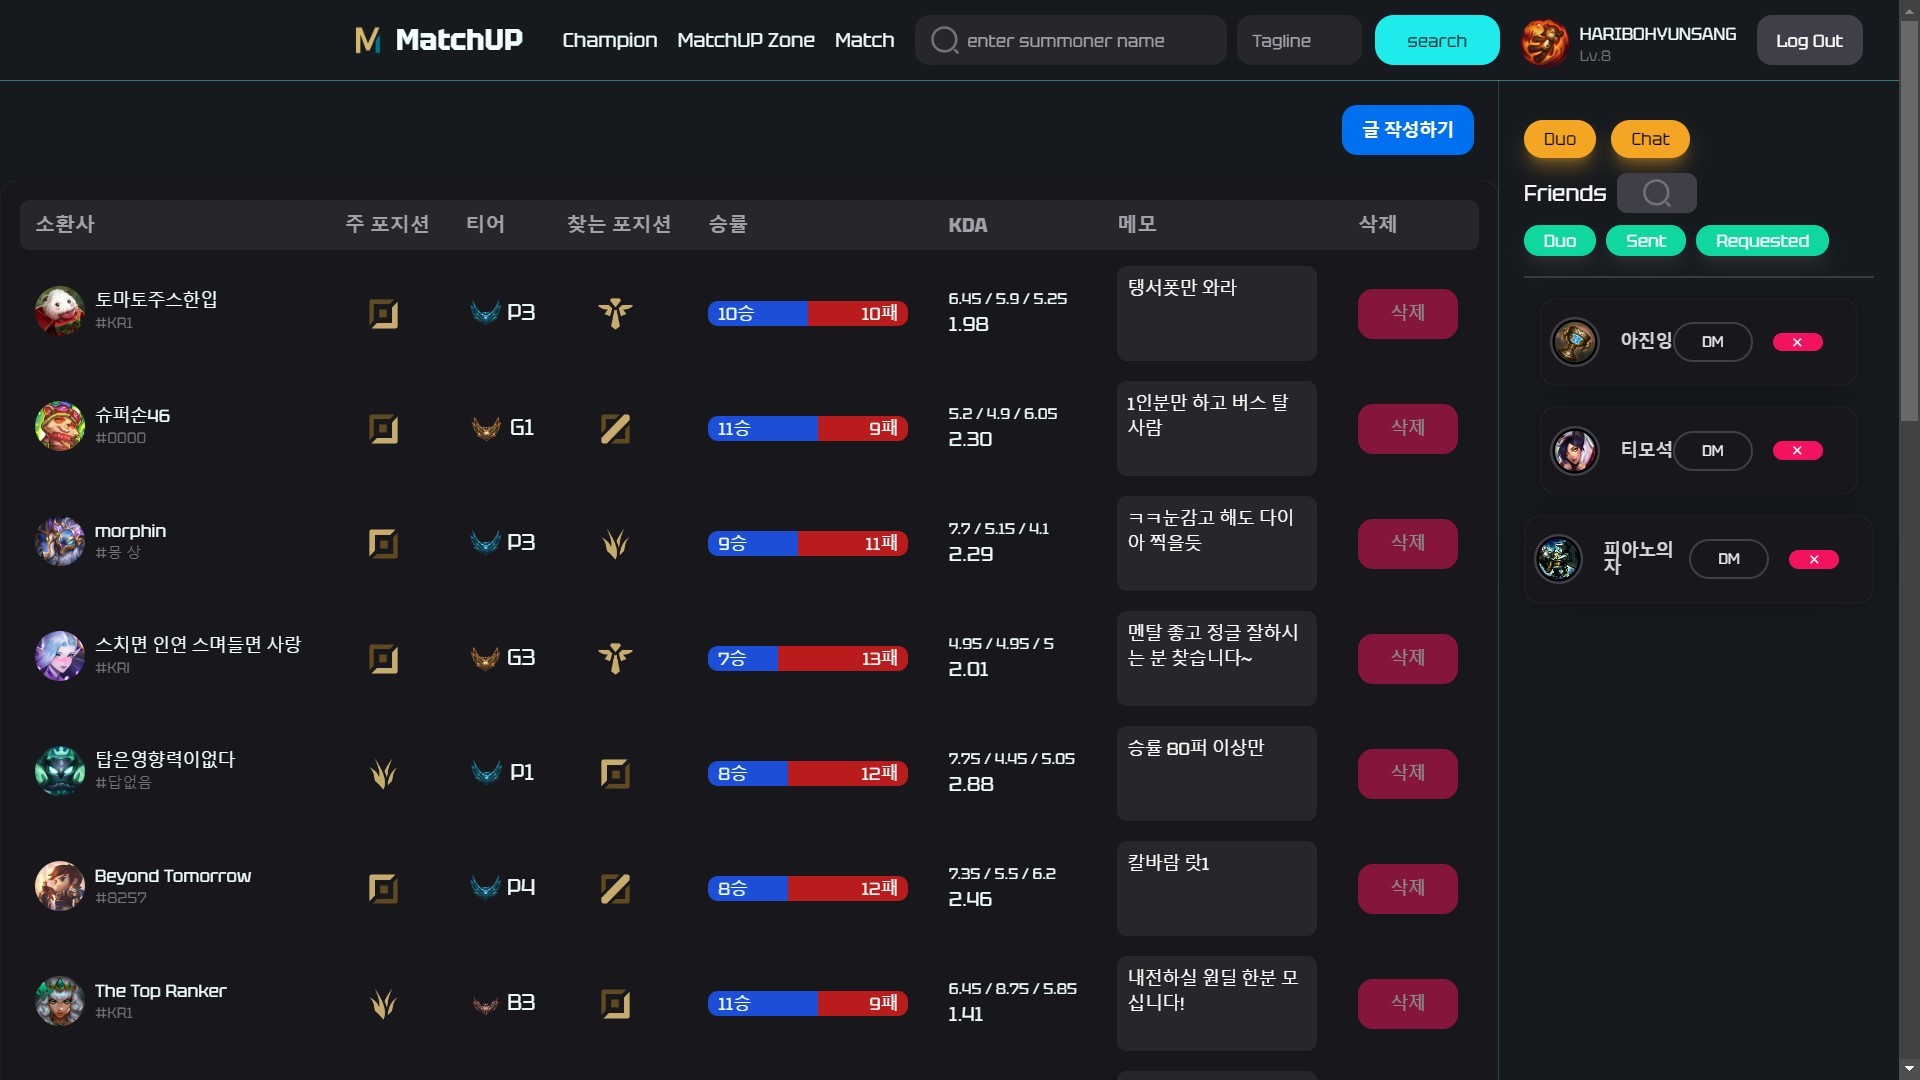 MatchUP
Champion
MatchUP Zone
Match
enter summoner name
Tagline
search
HARIBOHYUNSANG
Lv.8
Log Out
글 작성하기
소환사 주 포지션 티어 찾는 포지션 승률 KDA 메모 삭제
토마토주스한입
#KR1
P3
10승 10패
6.45 / 5.9 / 5.25
1.98
탱서폿만 와라
삭제
슈퍼손46
#0000
G1
11승 9패
5.2 / 4.9 / 6.05
2.30
1인분만 하고 버스 탈
사람
삭제
morphin
#몽 상
P3
9승 11패
7.7 / 5.15 / 4.1
2.29
ㅋㅋ눈감고 해도 다이
아 찍을듯
삭제
스치면 인연 스며들면 사랑
#KRI
G3
7승 13패
4.95 / 4.95 / 5
2.01
멘탈 좋고 정글 잘하시
는 분 찾습니다~
삭제
탑은영향력이없다
#답없음
P1
8승 12패
7.75 / 4.45 / 5.05
2.88
승률 80퍼 이상만
삭제
Beyond Tomorrow
#8257
P4
8승 12패
7.35 / 5.5 / 6.2
2.46
칼바람 랏1
삭제
The Top Ranker
#KR1
B3
11승 9패
6.45 / 8.75 / 5.85
1.41
내전하실 원딜 한분 모
십니다!
삭제
Duo
Chat
Friends
Duo
Sent
Requested
아진잉
DM
×
티모석
DM
×
피아노의
자
DM
×